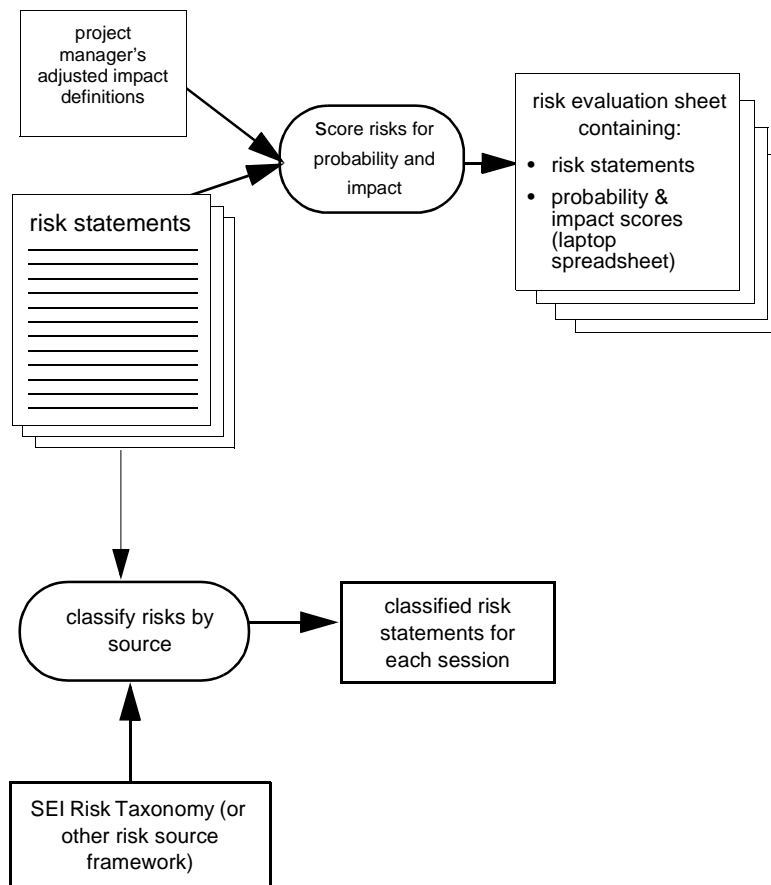 project
manager's
adjusted impact
definitions
Score risks for
probability and
impact
risk evaluation sheet
containing:
• risk statements
• probability &
impact scores
(laptop
spreadsheet)
risk statements
classify risks by
source
classified risk
statements for
each session
SEI Risk Taxonomy (or
other risk source
framework)